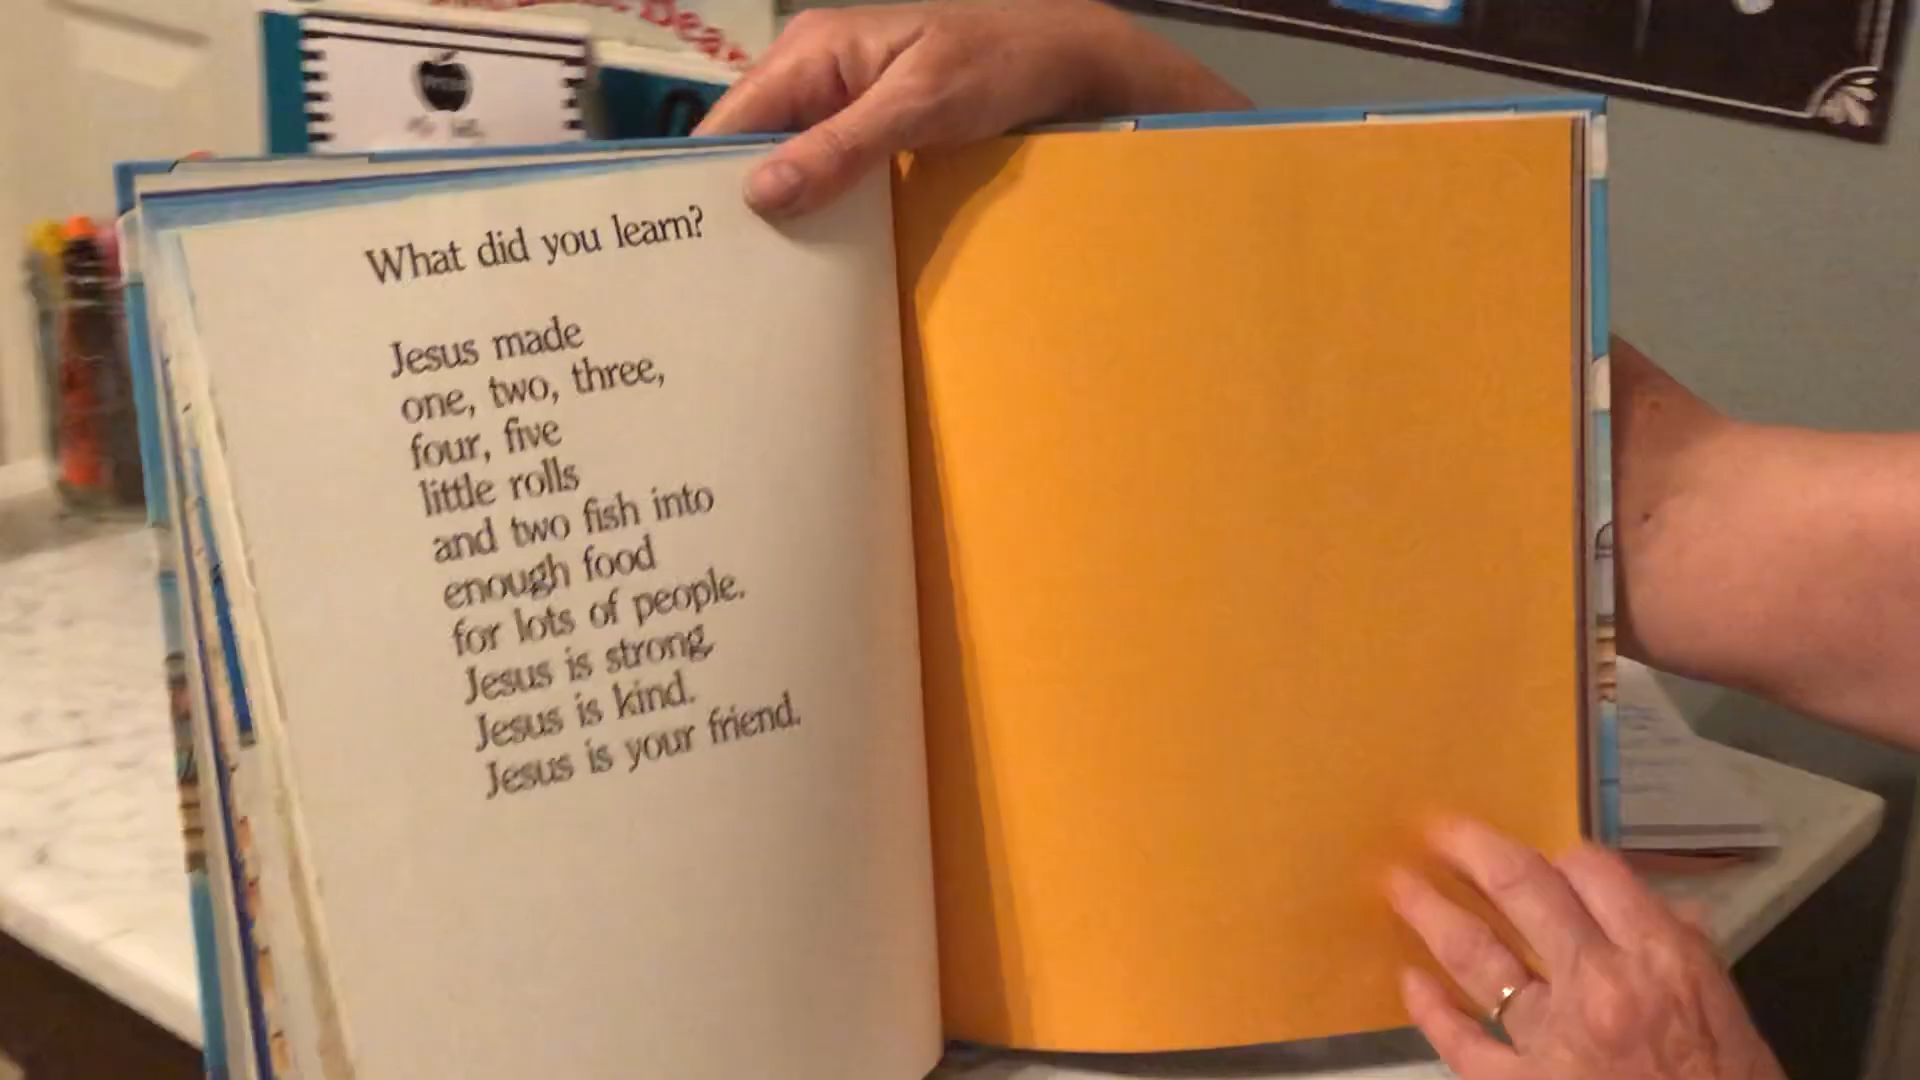 Bear
What did you learn?
Jesus made
one, two, three,
four, five
little rolls
and two fish into
enough food
for lots of people.
Jesus is strong.
Jesus is kind.
Jesus is your friend.